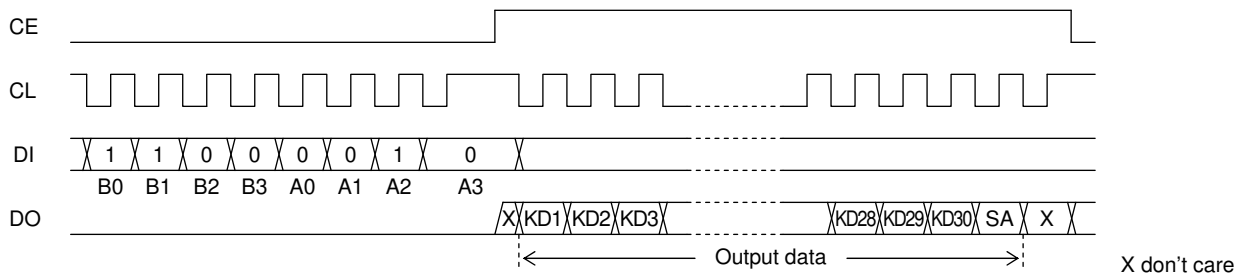 CE
CL
DI 1 1 0 0 0 0 1 0
B0 B1 B2 B3 A0 A1 A2 A3
DO X KD1 KD2 KD3 KD28 KD29 KD30 SA X
Output data
X don't care